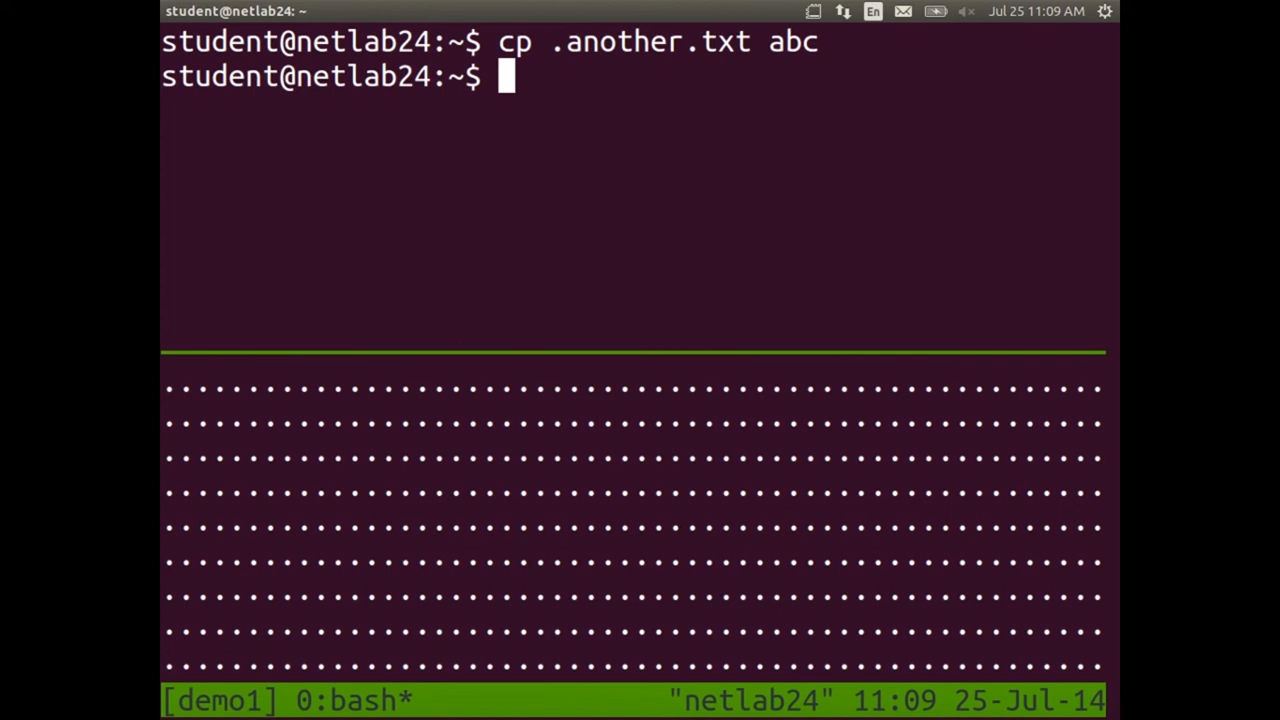 student@netlab24: ~ En Jul 25 11:09 AM
student@netlab24:~$ cp .another.txt abc
student@netlab24:~$
........................................................
........................................................
........................................................
........................................................
........................................................
........................................................
........................................................
........................................................
........................................................
[demo1] 0:bash* "netlab24" 11:09 25-Jul-14